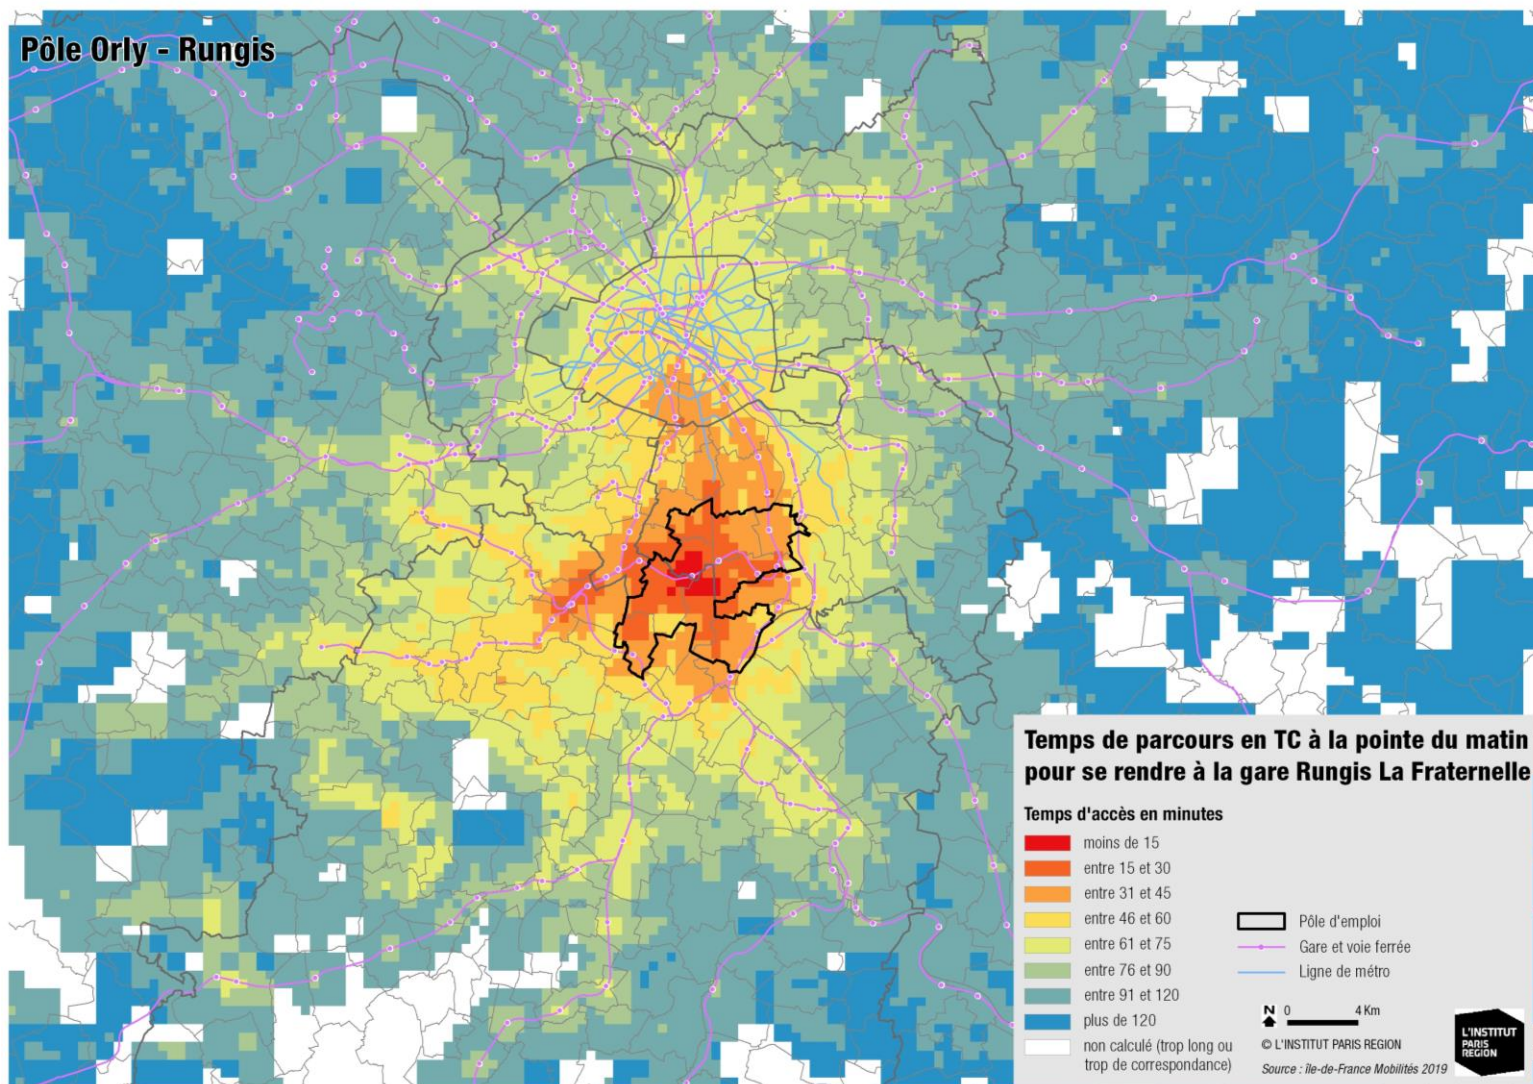 Pôle Orly - Rungis
Temps de parcours en TC à la pointe du matin
pour se rendre à la gare Rungis La Fraternelle
Temps d'accès en minutes
moins de 15
entre 15 et 30
entre 31 et 45
entre 46 et 60
entre 61 et 75
entre 76 et 90
entre 91 et 120
plus de 120
non calculé (trop long ou
trop de correspondance)
Pôle d'emploi
Gare et voie ferrée
Ligne de métro
N 0 4 Km
© L'INSTITUT PARIS REGION
Source : île-de-France Mobilités 2019
L'INSTITUT
PARIS
REGION